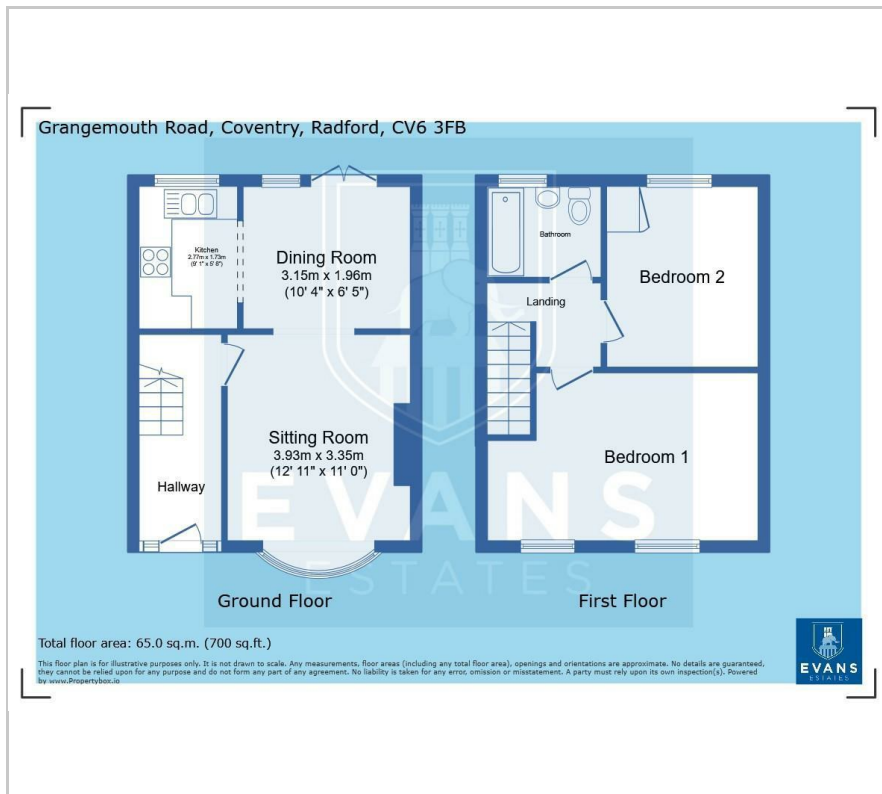 Grangemouth Road, Coventry, Radford, CV6 3FB
Kitchen
2.77m x 1.73m
(9' 1" x 5' 8")
Dining Room
3.15m x 1.96m
(10' 4" x 6' 5")
Sitting Room
3.93m x 3.35m
(12' 11" x 11' 0")
Hallway
Ground Floor
Bathroom
Landing
Bedroom 2
Bedroom 1
First Floor
EVANS
ESTATES
Total floor area: 65.0 sq.m. (700 sq.ft.)
This floor plan is for illustrative purposes only. It is not drawn to scale. Any measurements, floor areas (including any total floor area), openings and orientations are approximate. No details are guaranteed,
they cannot be relied upon for any purpose and do not form any part of any agreement. No liability is taken for any error, omission or misstatement. A party must rely upon its own inspection(s). Powered
by www.Propertybox.io
EVANS
ESTATES